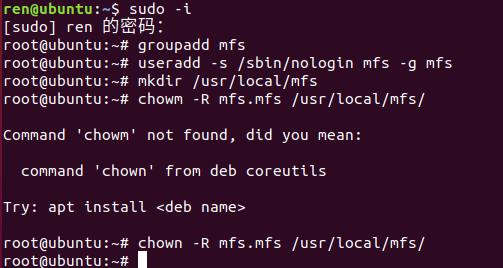 ren@ubuntu:~$ sudo -i
[sudo] ren 的密码：
root@ubuntu:~# groupadd mfs
root@ubuntu:~# useradd -s /sbin/nologin mfs -g mfs
root@ubuntu:~# mkdir /usr/local/mfs
root@ubuntu:~# chowm -R mfs.mfs /usr/local/mfs/
Command 'chowm' not found, did you mean:
command 'chown' from deb coreutils
Try: apt install <deb name>
root@ubuntu:~# chown -R mfs.mfs /usr/local/mfs/
root@ubuntu:~#